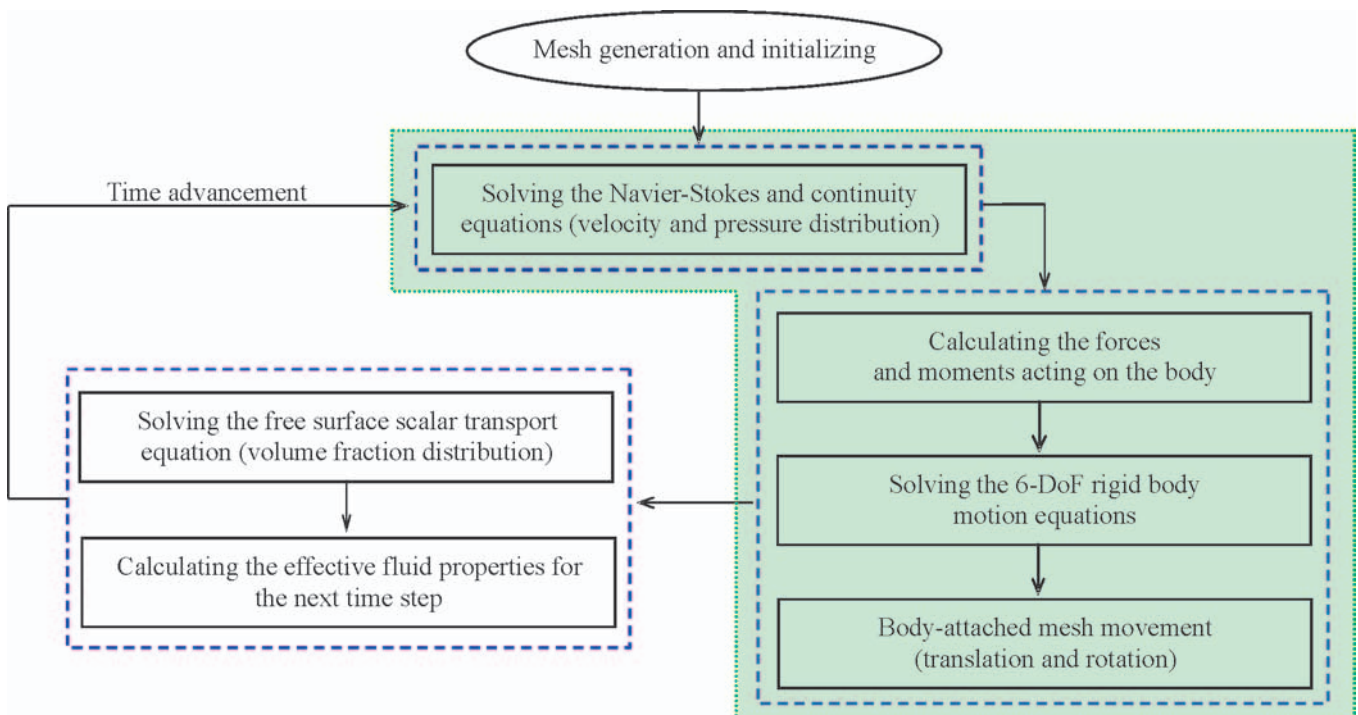 Mesh generation and initializing
Time advancement
Solving the Navier-Stokes and continuity
equations (velocity and pressure distribution)
Calculating the forces
and moments acting on the body
Solving the 6-DoF rigid body
motion equations
Body-attached mesh movement
(translation and rotation)
Solving the free surface scalar transport
equation (volume fraction distribution)
Calculating the effective fluid properties for
the next time step